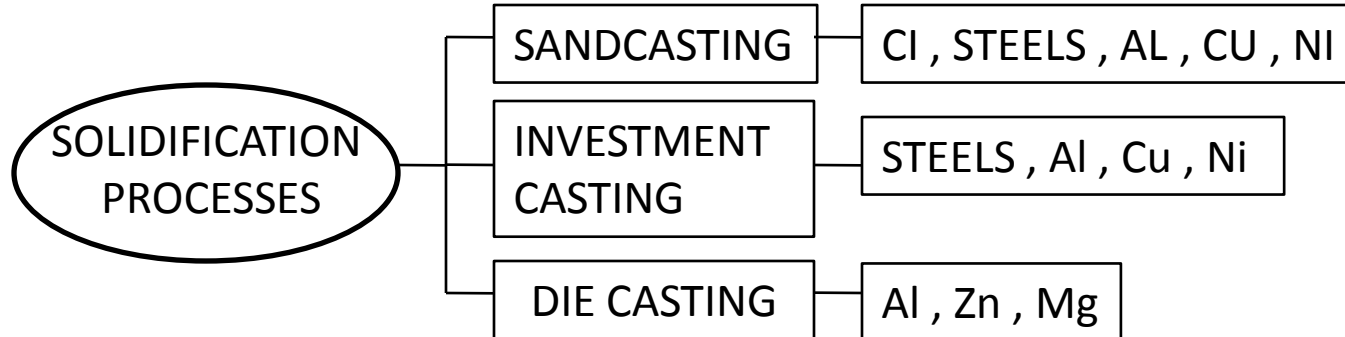 SOLIDIFICATION
PROCESSES
SANDCASTING
CI , STEELS , AL , CU , NI
INVESTMENT
CASTING
STEELS , Al , Cu , Ni
DIE CASTING
Al , Zn , Mg